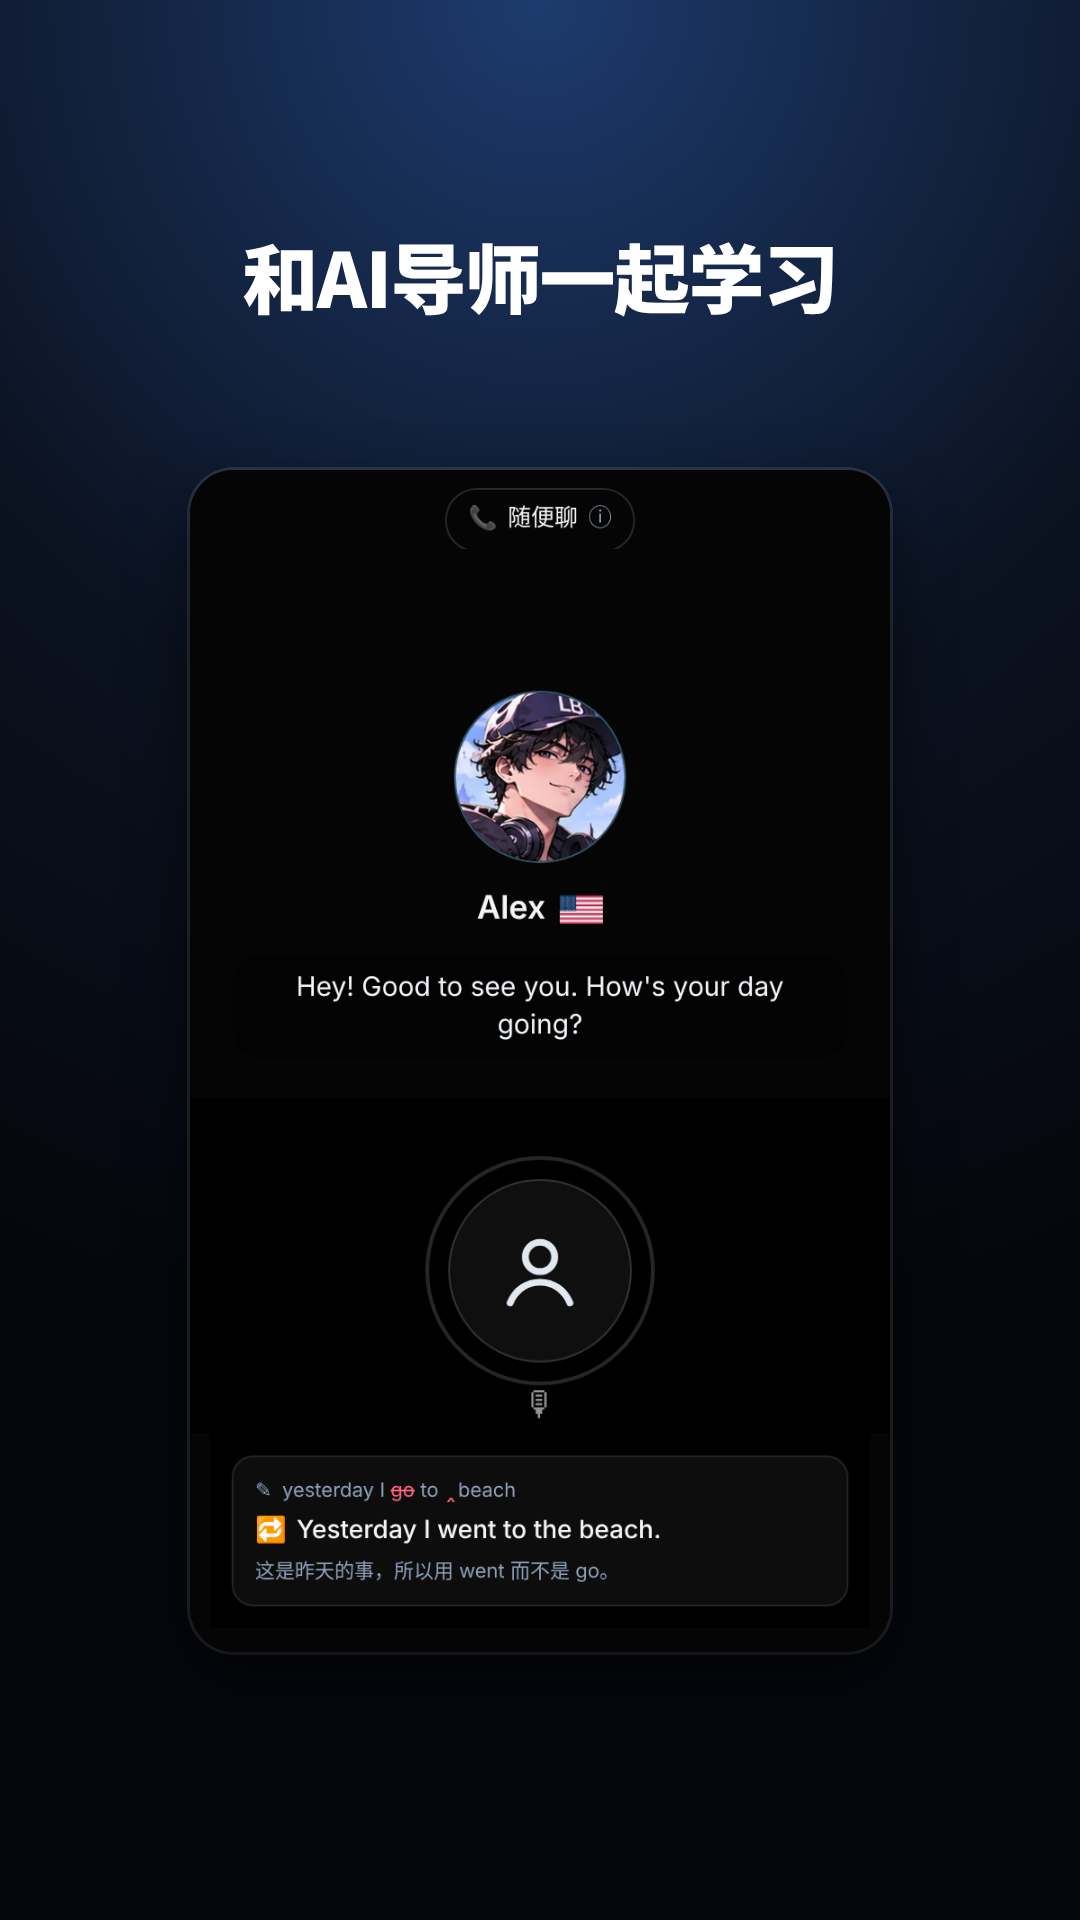 和AI导师一起学习
📞 随便聊 ⓘ
LB
Alex 🇺🇸
Hey! Good to see you. How's your day
going?
✎ yesterday I go to ‸beach
🔁 Yesterday I went to the beach.
这是昨天的事，所以用 went 而不是 go。